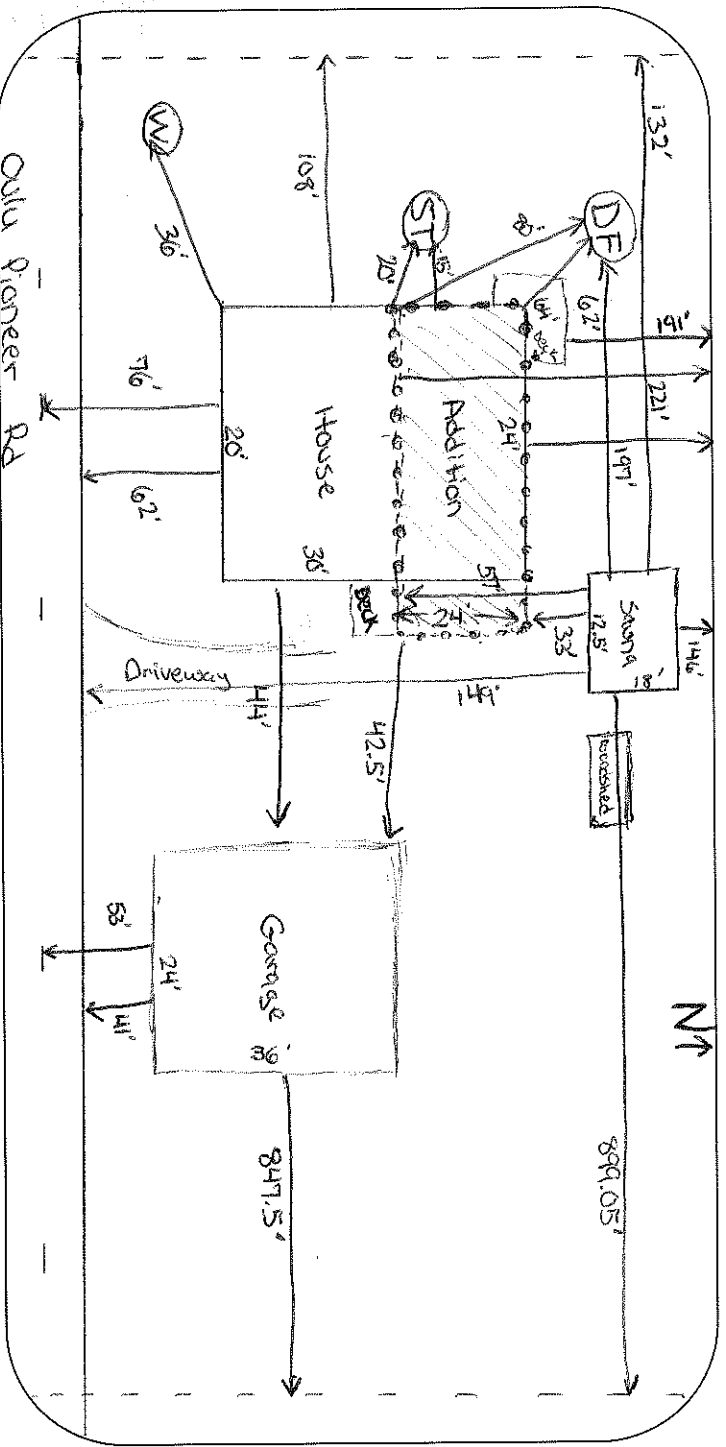 132'
108'
W
36'
ST
20'
15'
80'
DF
64'
62'
Deck
191'
221'
197'
Addition
24'
House
20'
30'
76'
62'
Oulu Pioneer Rd
Deck
24'
57'
33'
Sauna
12.5'
18'
146'
149'
Driveway
44'
42.5'
Garage
24'
36'
53'
41'
847.5'
899.05'
N↑